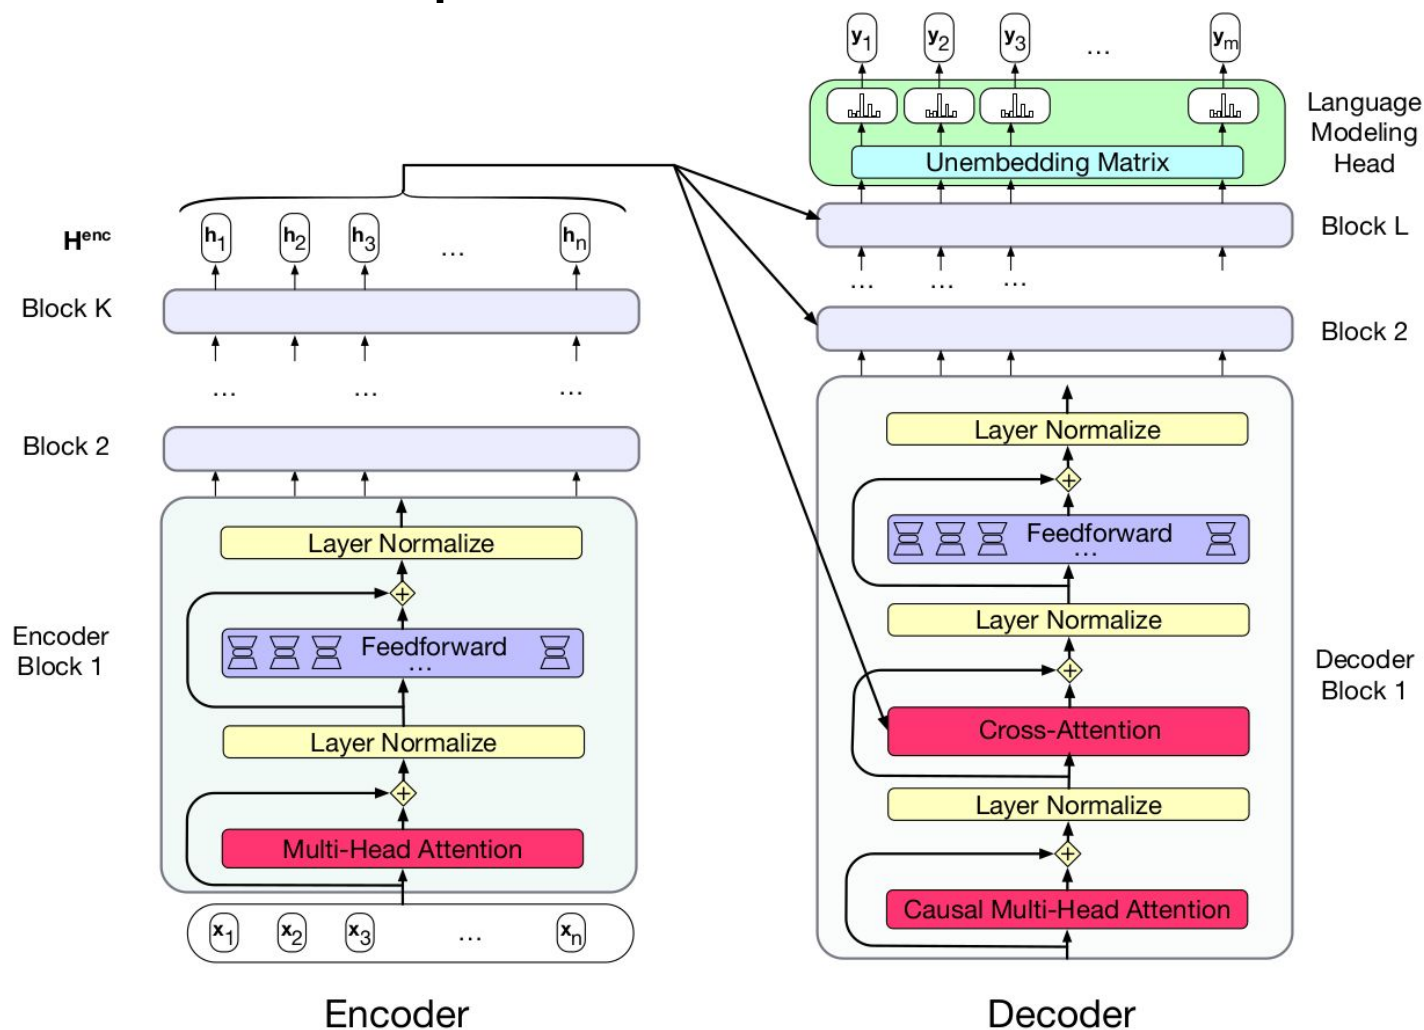 H^enc
h1 h2 h3 ... hn
Block K
... ... ...
Block 2
Encoder
Block 1
Layer Normalize
Feedforward
...
Layer Normalize
Multi-Head Attention
x1 x2 x3 ... xn
Encoder
y1 y2 y3 ... ym
Language
Modeling
Head
Unembedding Matrix
Block L
... ... ...
Block 2
Layer Normalize
Feedforward
...
Layer Normalize
Cross-Attention
Decoder
Block 1
Layer Normalize
Causal Multi-Head Attention
Decoder